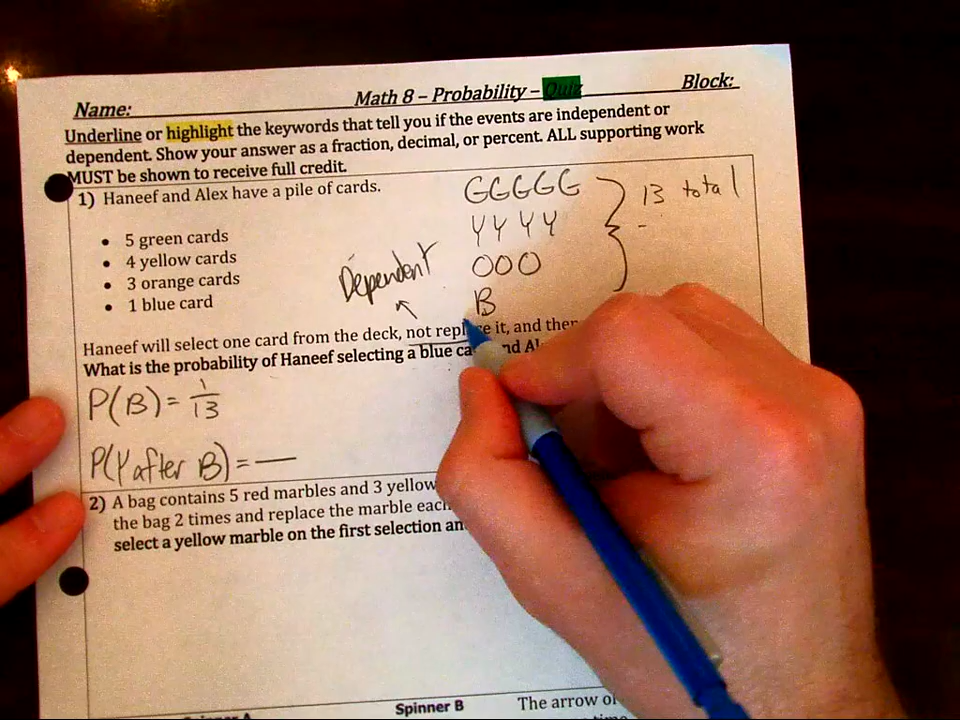 Name: Math 8 – Probability – Quiz Block:
Underline or highlight the keywords that tell you if the events are independent or
dependent. Show your answer as a fraction, decimal, or percent. ALL supporting work
MUST be shown to receive full credit.
1) Haneef and Alex have a pile of cards.
GGGGG
13 total
• 5 green cards
YYYY
-
• 4 yellow cards
Dependent
OOO
• 3 orange cards
• 1 blue card
B
Haneef will select one card from the deck, not replace it, and then
What is the probability of Haneef selecting a blue
P(B) = 1/13
P(Y after B) = —
2) A bag contains 5 red marbles and 3 yellow
the bag 2 times and replace the marble
select a yellow marble on the first selection
Spinner A Spinner B The arrow